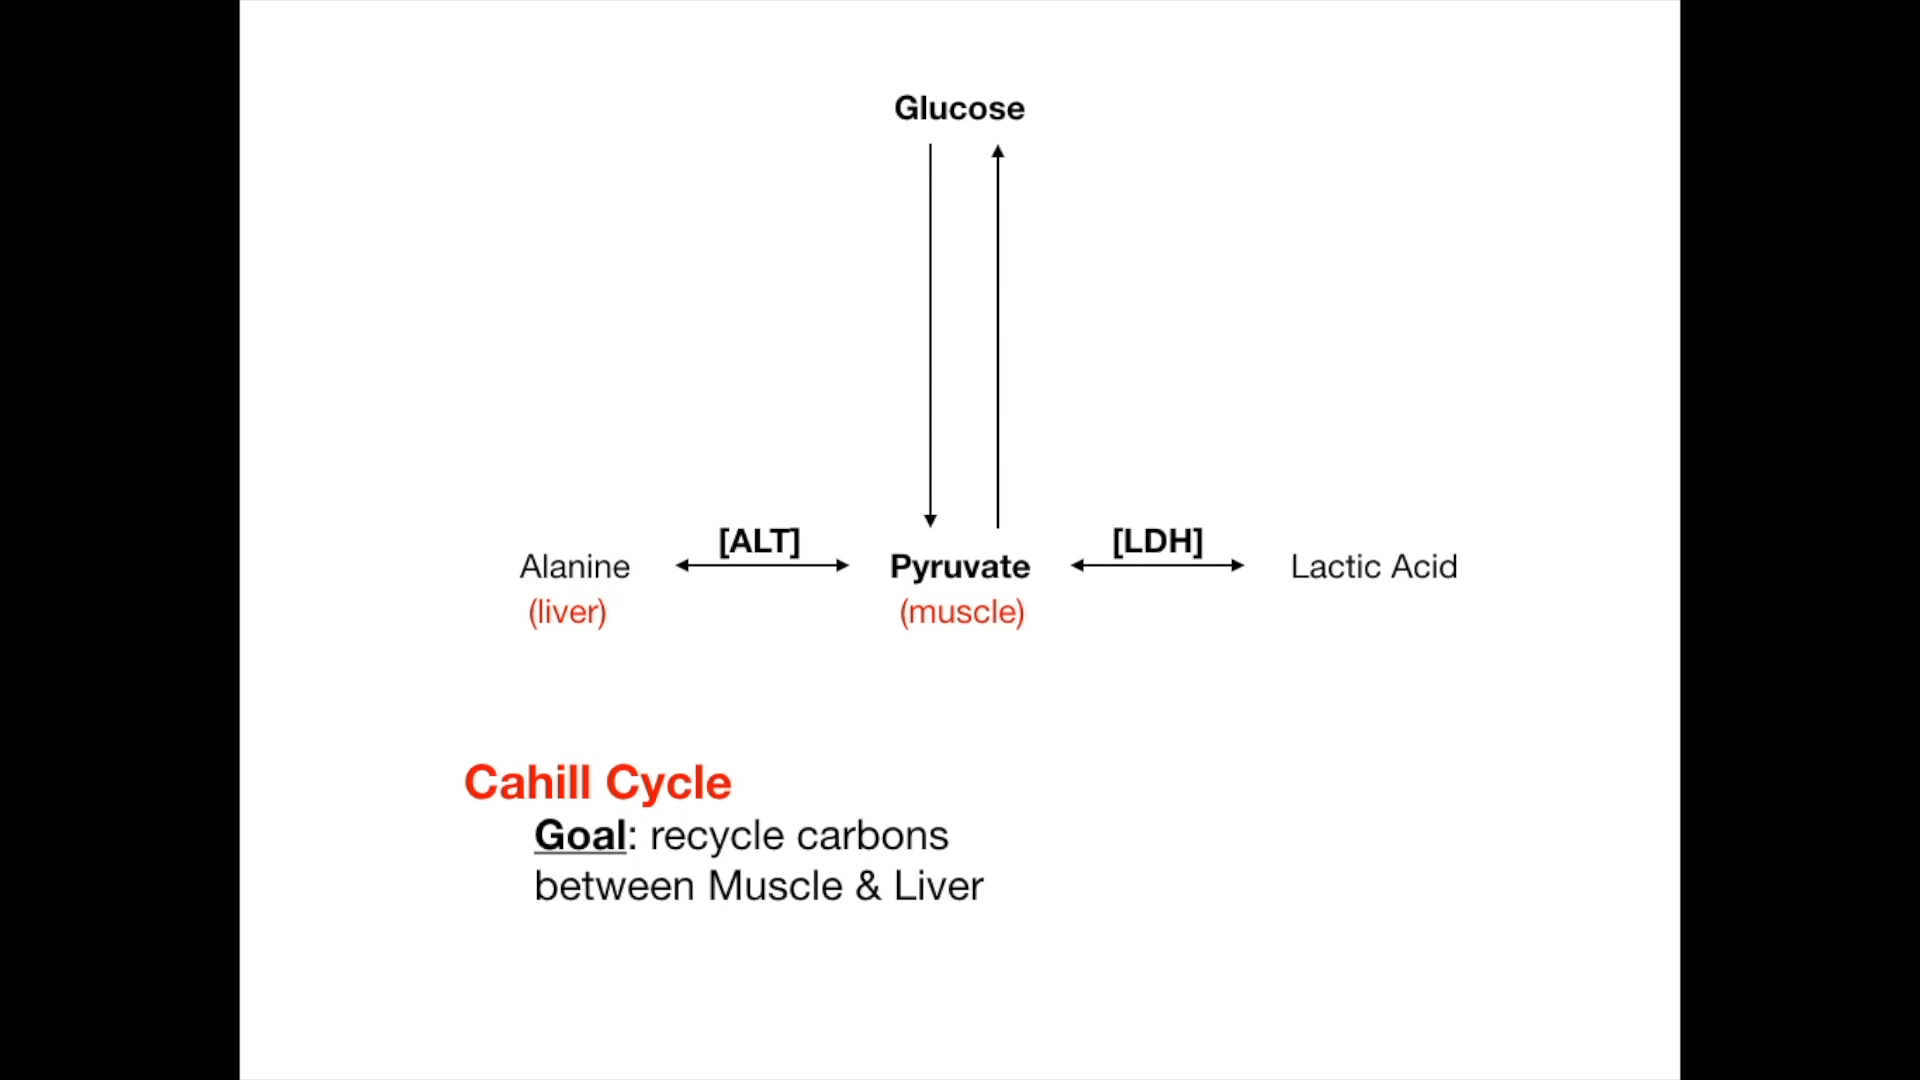 Glucose
[ALT]
[LDH]
Alanine
Pyruvate
Lactic Acid
(liver)
(muscle)
Cahill Cycle
Goal: recycle carbons
between Muscle & Liver